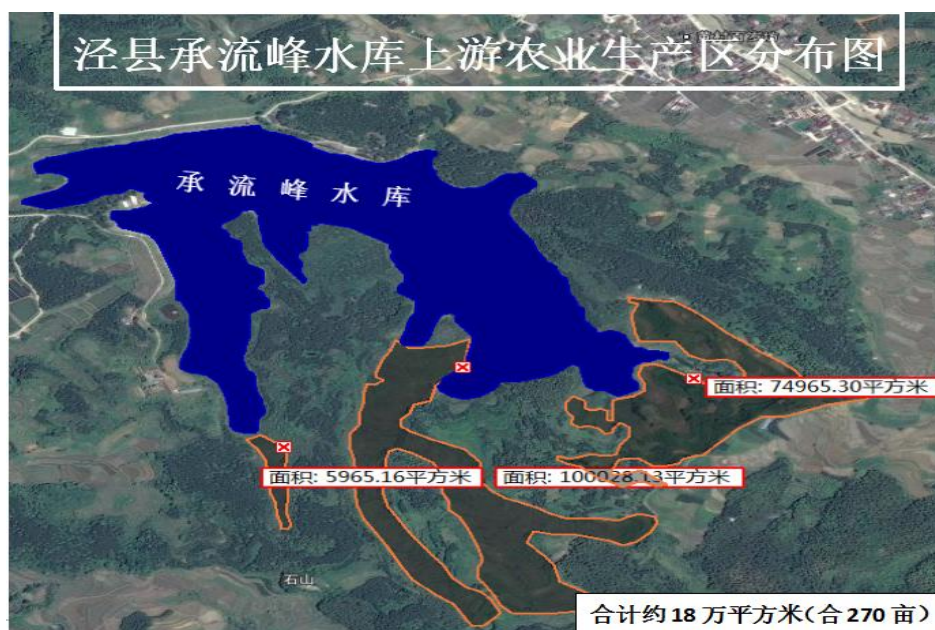 泾县承流峰水库上游农业生产区分布图
承流峰水库
面积: 74965.30平方米
面积: 5965.16平方米
面积: 100028.13平方米
石山
合计约18万平方米(合270亩)